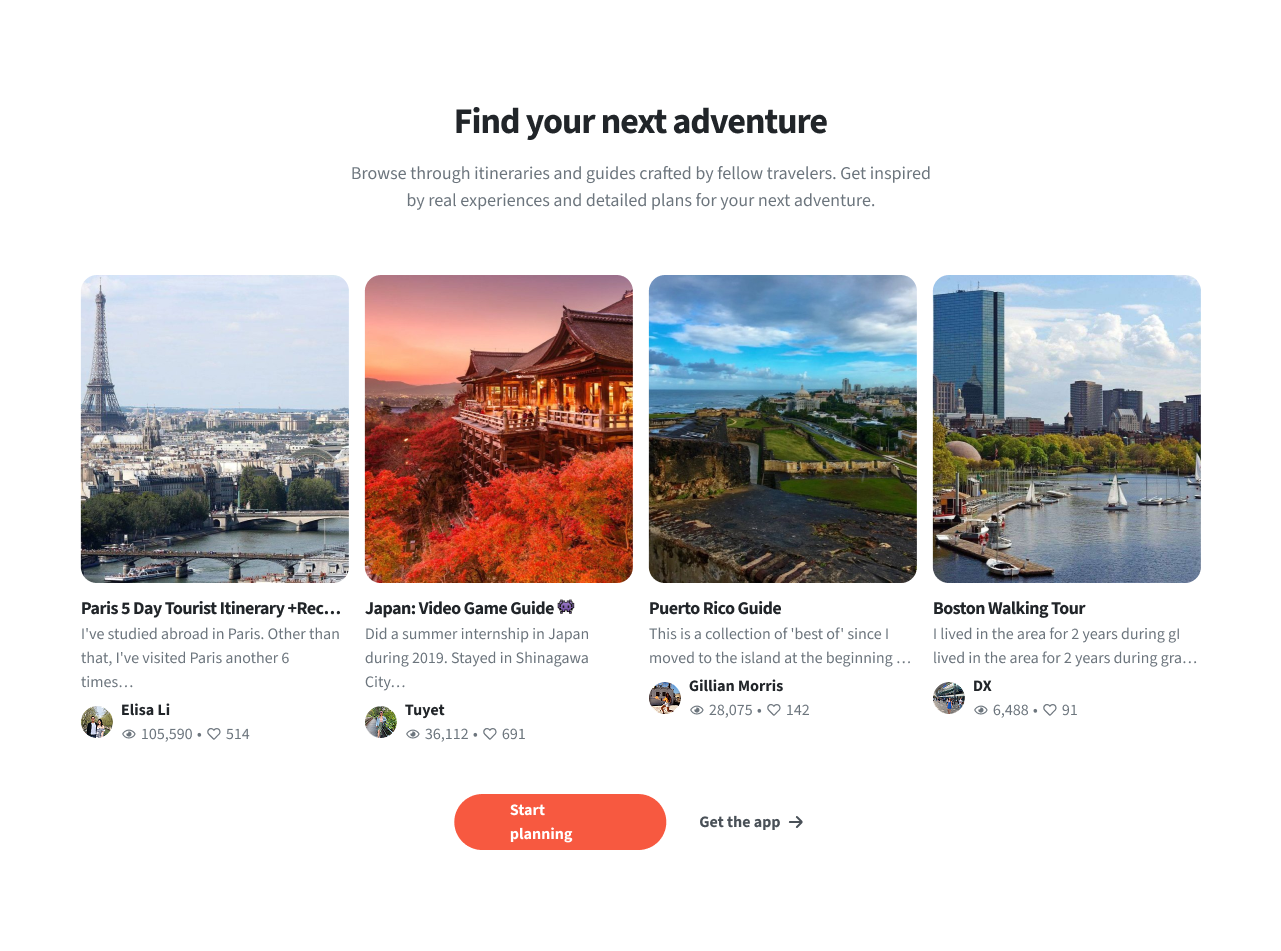 Find your next adventure
Browse through itineraries and guides crafted by fellow travelers. Get inspired
by real experiences and detailed plans for your next adventure.
Paris 5 Day Tourist Itinerary +Rec…
I've studied abroad in Paris. Other than
that, I've visited Paris another 6
times…
Elisa Li
105,590 • 514
Japan: Video Game Guide 👾
Did a summer internship in Japan
during 2019. Stayed in Shinagawa
City…
Tuyet
36,112 • 691
Puerto Rico Guide
This is a collection of 'best of' since I
moved to the island at the beginning …
Gillian Morris
28,075 • 142
Boston Walking Tour
I lived in the area for 2 years during gI
lived in the area for 2 years during gra…
DX
6,488 • 91
Start
planning
Get the app →